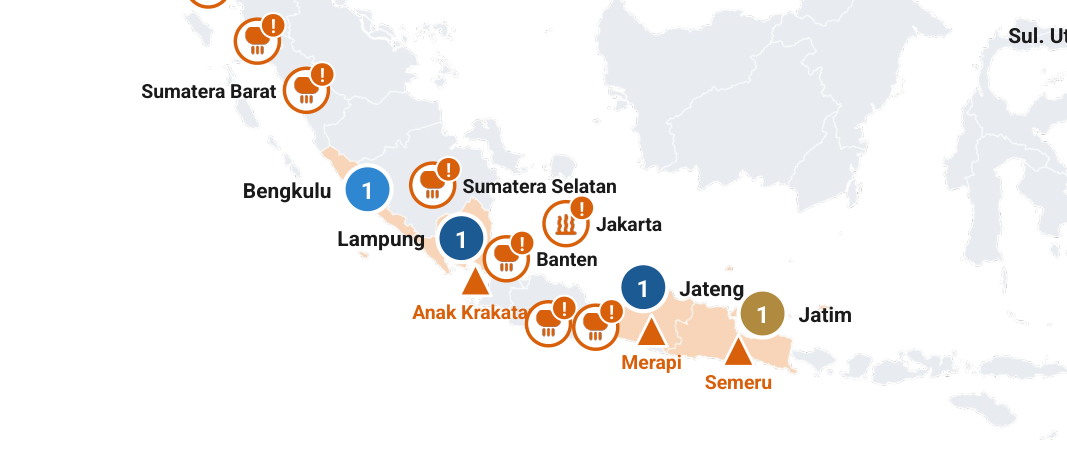 Sul. Ut
!
!
Sumatera Barat
!
Sumatera Selatan
Bengkulu
1
!
Jakarta
Lampung
1
!
Banten
1
Jateng
Anak Krakata
!
!
1
Jatim
Merapi
Semeru